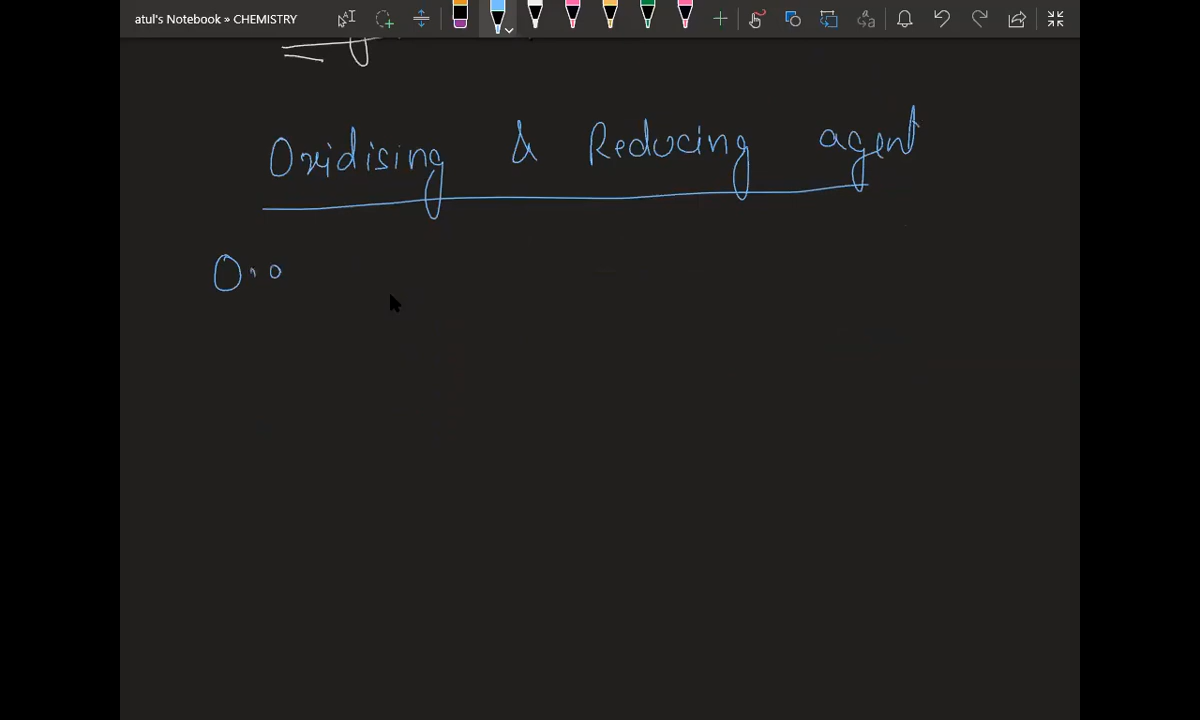 atul's Notebook » CHEMISTRY
Oxidising & Reducing agent